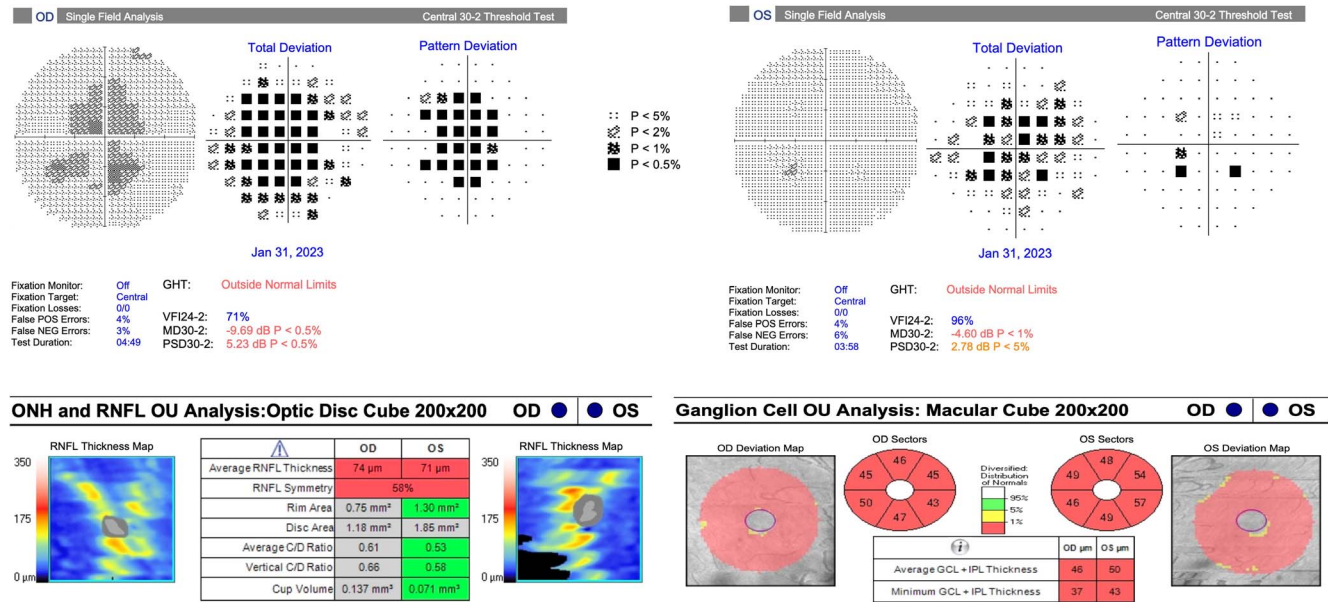 OD Single Field Analysis Central 30-2 Threshold Test
Total Deviation
Pattern Deviation
P < 5%
P < 2%
P < 1%
P < 0.5%
Jan 31, 2023
Fixation Monitor: Off
Fixation Target: Central
Fixation Losses: 0/0
False POS Errors: 4%
False NEG Errors: 3%
Test Duration: 04:49
GHT: Outside Normal Limits
VFI24-2: 71%
MD30-2: -9.69 dB P < 0.5%
PSD30-2: 5.23 dB P < 0.5%
OS Single Field Analysis Central 30-2 Threshold Test
Total Deviation
Pattern Deviation
Jan 31, 2023
Fixation Monitor: Off
Fixation Target: Central
Fixation Losses: 0/0
False POS Errors: 4%
False NEG Errors: 6%
Test Duration: 03:58
GHT: Outside Normal Limits
VFI24-2: 96%
MD30-2: -4.60 dB P < 1%
PSD30-2: 2.78 dB P < 5%
ONH and RNFL OU Analysis:Optic Disc Cube 200x200 OD OS
RNFL Thickness Map
350
175
0 µm
OD OS
Average RNFL Thickness 74 µm 71 µm
RNFL Symmetry 58%
Rim Area 0.75 mm² 1.30 mm²
Disc Area 1.18 mm² 1.85 mm²
Average C/D Ratio 0.61 0.53
Vertical C/D Ratio 0.66 0.58
Cup Volume 0.137 mm³ 0.071 mm³
RNFL Thickness Map
350
175
0 µm
Ganglion Cell OU Analysis: Macular Cube 200x200 OD OS
OD Deviation Map
OD Sectors
46
45 45
50 43
47
Diversified:
Distribution
of Normals
95%
5%
1%
OS Sectors
48
49 54
46 57
49
OS Deviation Map
OD µm OS µm
Average GCL + IPL Thickness 46 50
Minimum GCL + IPL Thickness 37 43